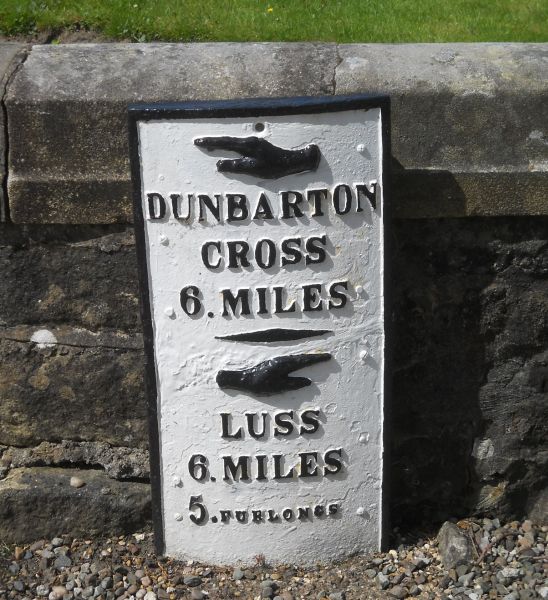 DUNBARTON
CROSS
6. MILES
LUSS
6. MILES
5. FURLONGS